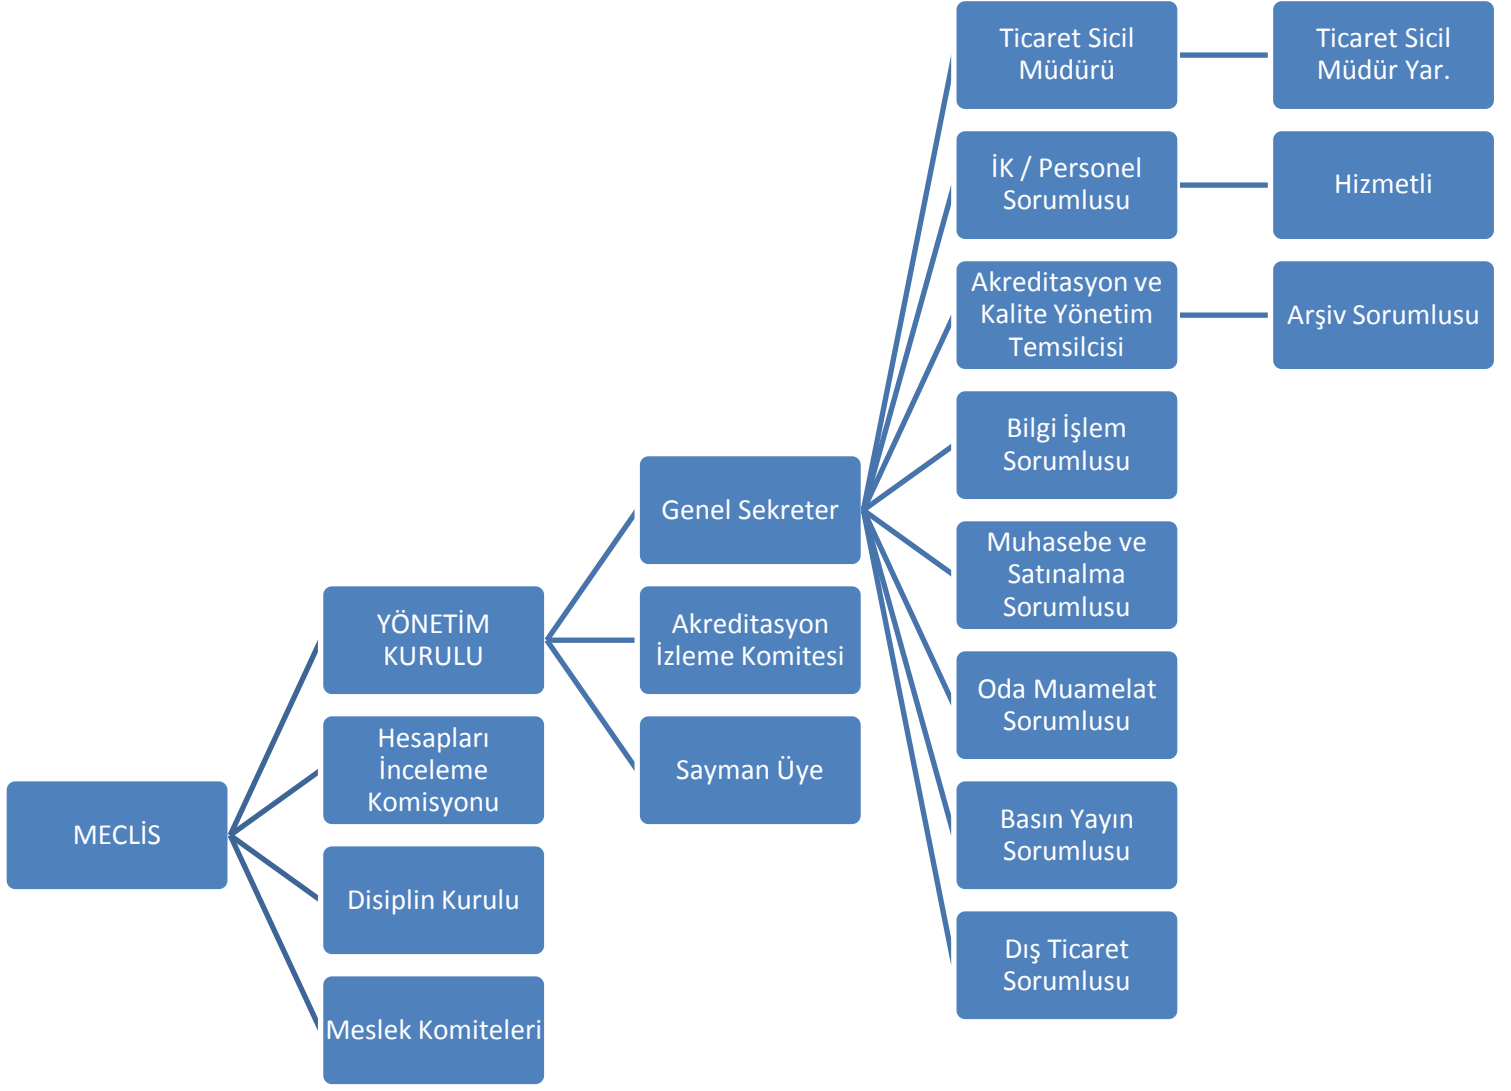 MECLİS
YÖNETİM
KURULU
Hesapları
İnceleme
Komisyonu
Disiplin Kurulu
Meslek Komiteleri
Genel Sekreter
Akreditasyon
İzleme Komitesi
Sayman Üye
Ticaret Sicil
Müdürü
İK / Personel
Sorumlusu
Akreditasyon ve
Kalite Yönetim
Temsilcisi
Bilgi İşlem
Sorumlusu
Muhasebe ve
Satınalma
Sorumlusu
Oda Muamelat
Sorumlusu
Basın Yayın
Sorumlusu
Dış Ticaret
Sorumlusu
Ticaret Sicil
Müdür Yar.
Hizmetli
Arşiv Sorumlusu